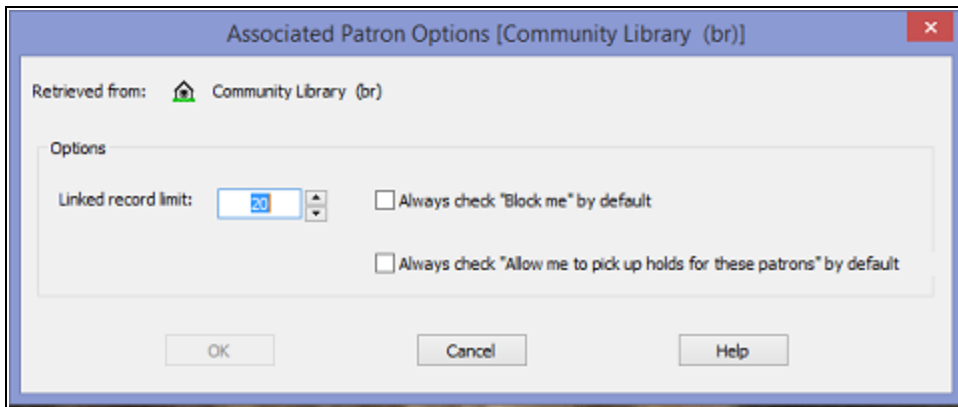 Associated Patron Options [Community Library (br)]
Retrieved from: Community Library (br)
Options
Linked record limit: 20
Always check "Block me" by default
Always check "Allow me to pick up holds for these patrons" by default
OK Cancel Help